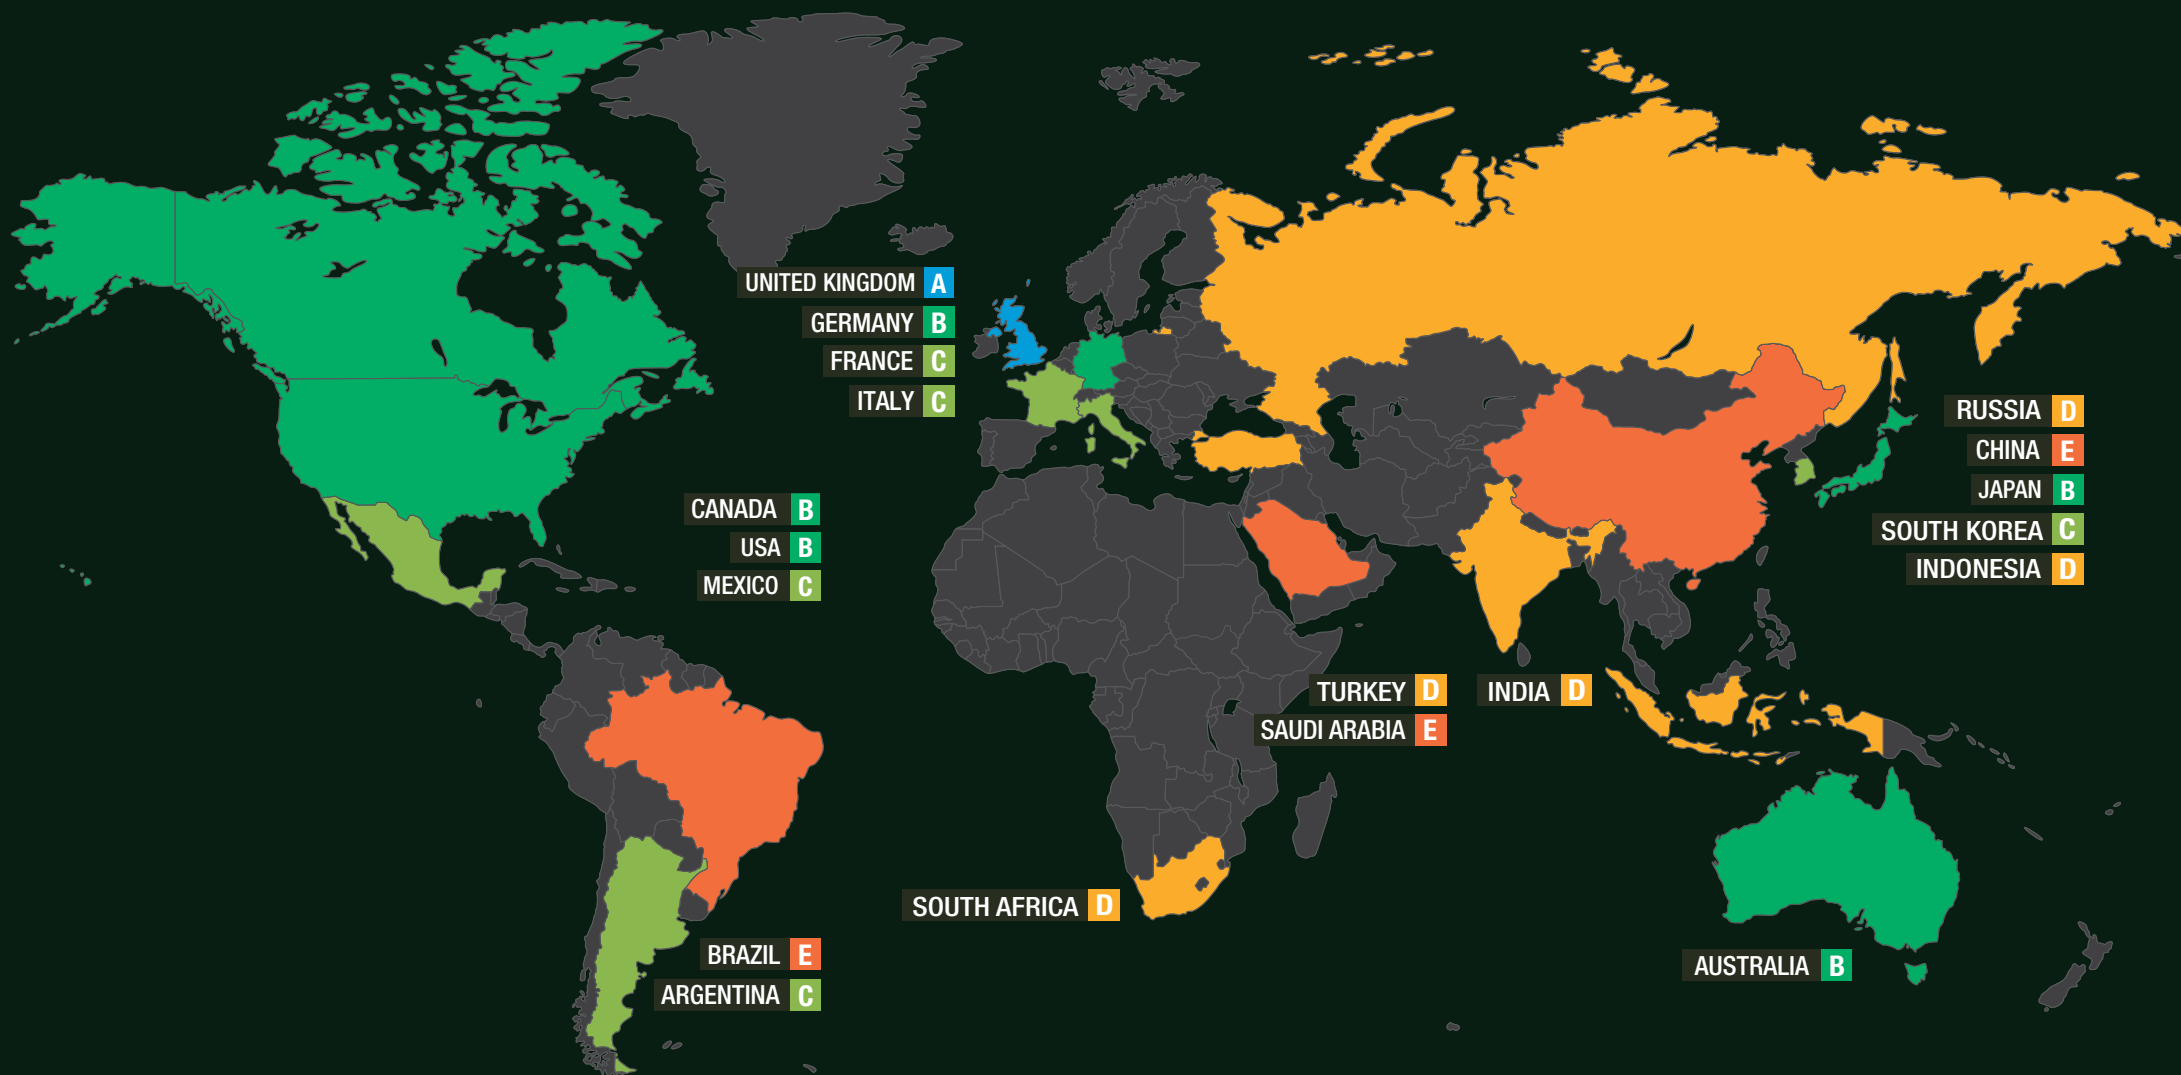 UNITED KINGDOM A
GERMANY B
FRANCE C
ITALY C
RUSSIA D
CHINA E
JAPAN B
SOUTH KOREA C
INDONESIA D
CANADA B
USA B
MEXICO C
TURKEY D
SAUDI ARABIA E
INDIA D
SOUTH AFRICA D
BRAZIL E
ARGENTINA C
AUSTRALIA B